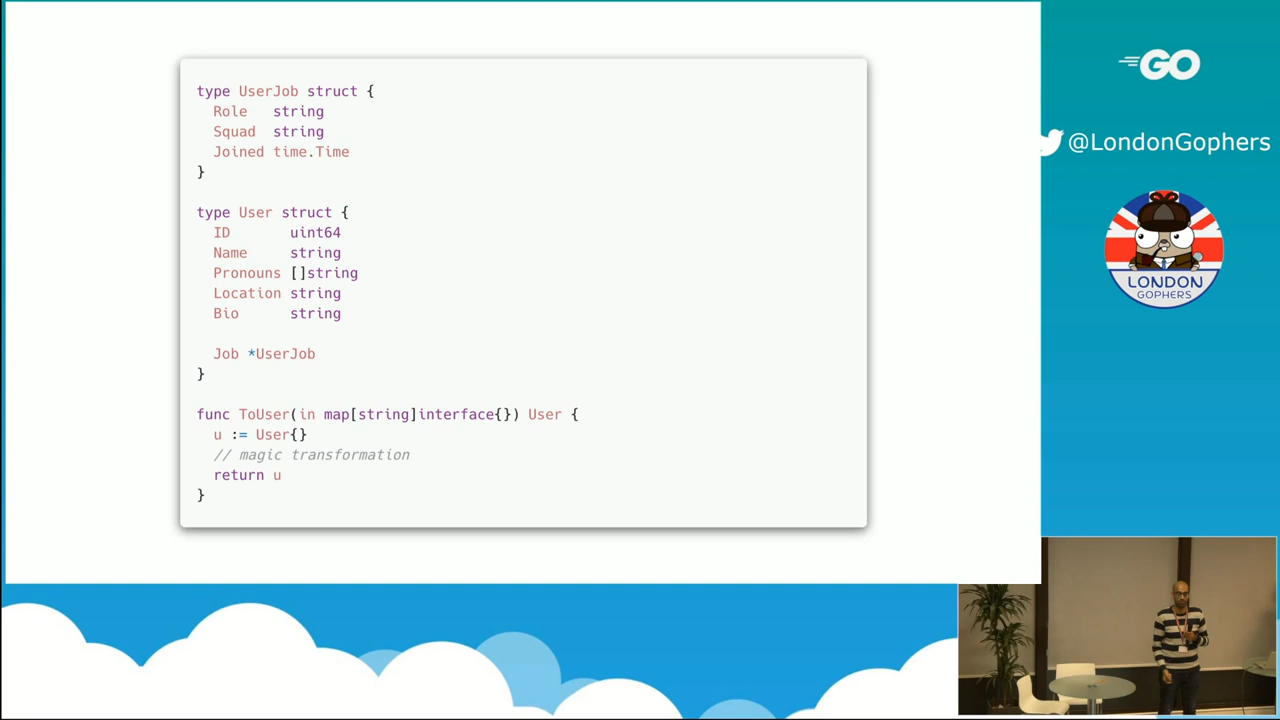 type UserJob struct {
  Role   string
  Squad  string
  Joined time.Time
}
type User struct {
  ID       uint64
  Name     string
  Pronouns []string
  Location string
  Bio      string
  Job *UserJob
}
func ToUser(in map[string]interface{}) User {
  u := User{}
  // magic transformation
  return u
}
GO
@LondonGophers
LONDON
GOPHERS